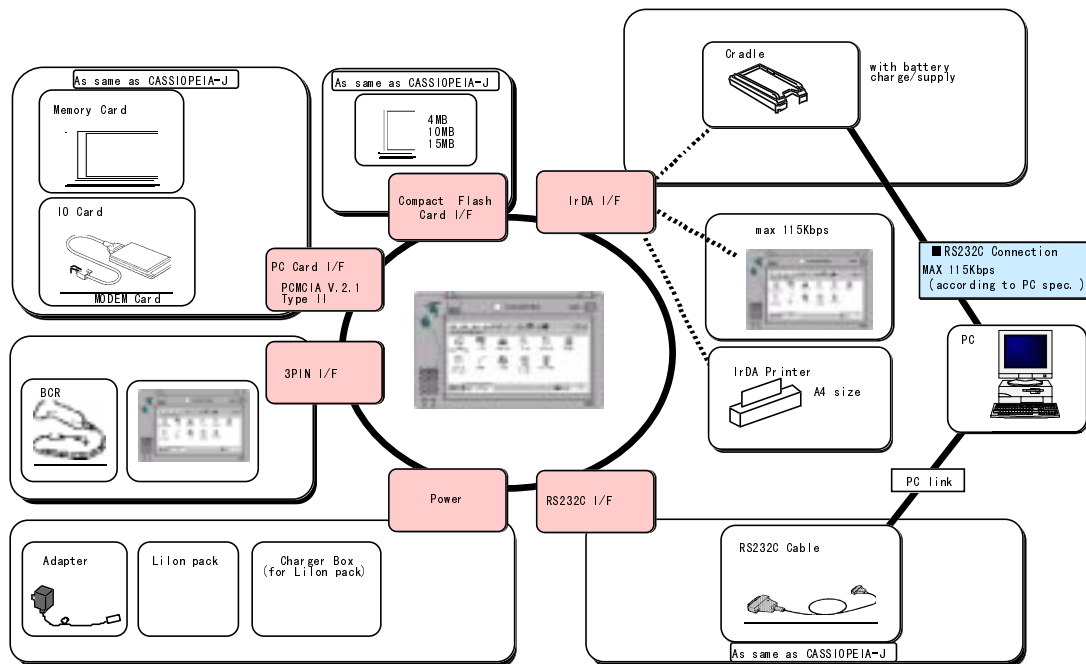 As same as CASSIOPEIA-J
Memory Card
IO Card
MODEM Card
As same as CASSIOPEIA-J
4MB
10MB
15MB
Cradle
with battery
charge/supply
Compact Flash
Card I/F
IrDA I/F
PC Card I/F
PCMCIA V.2.1
Type II
max 115Kbps
■RS232C Connection
MAX 115Kbps
(according to PC spec.)
PC
3PIN I/F
BCR
IrDA Printer
A4 size
Power
RS232C I/F
PC link
Adapter
LiIon pack
Charger Box
(for LiIon pack)
RS232C Cable
As same as CASSIOPEIA-J